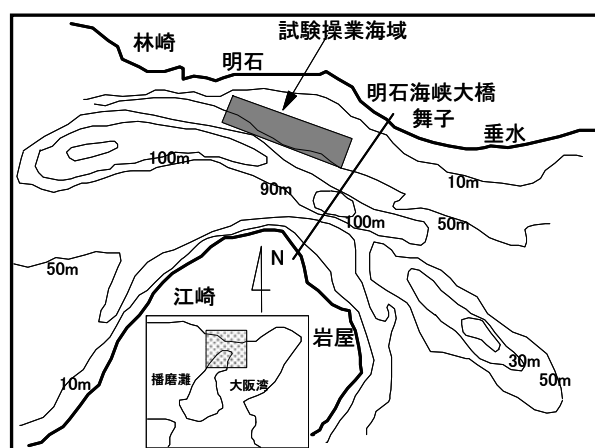 試験操業海域
林崎
明石
明石海峡大橋
舞子
垂水
100m
90m
10m
100m
50m
50m
N
江崎
岩屋
播磨灘
大阪湾
10m
30m
50m